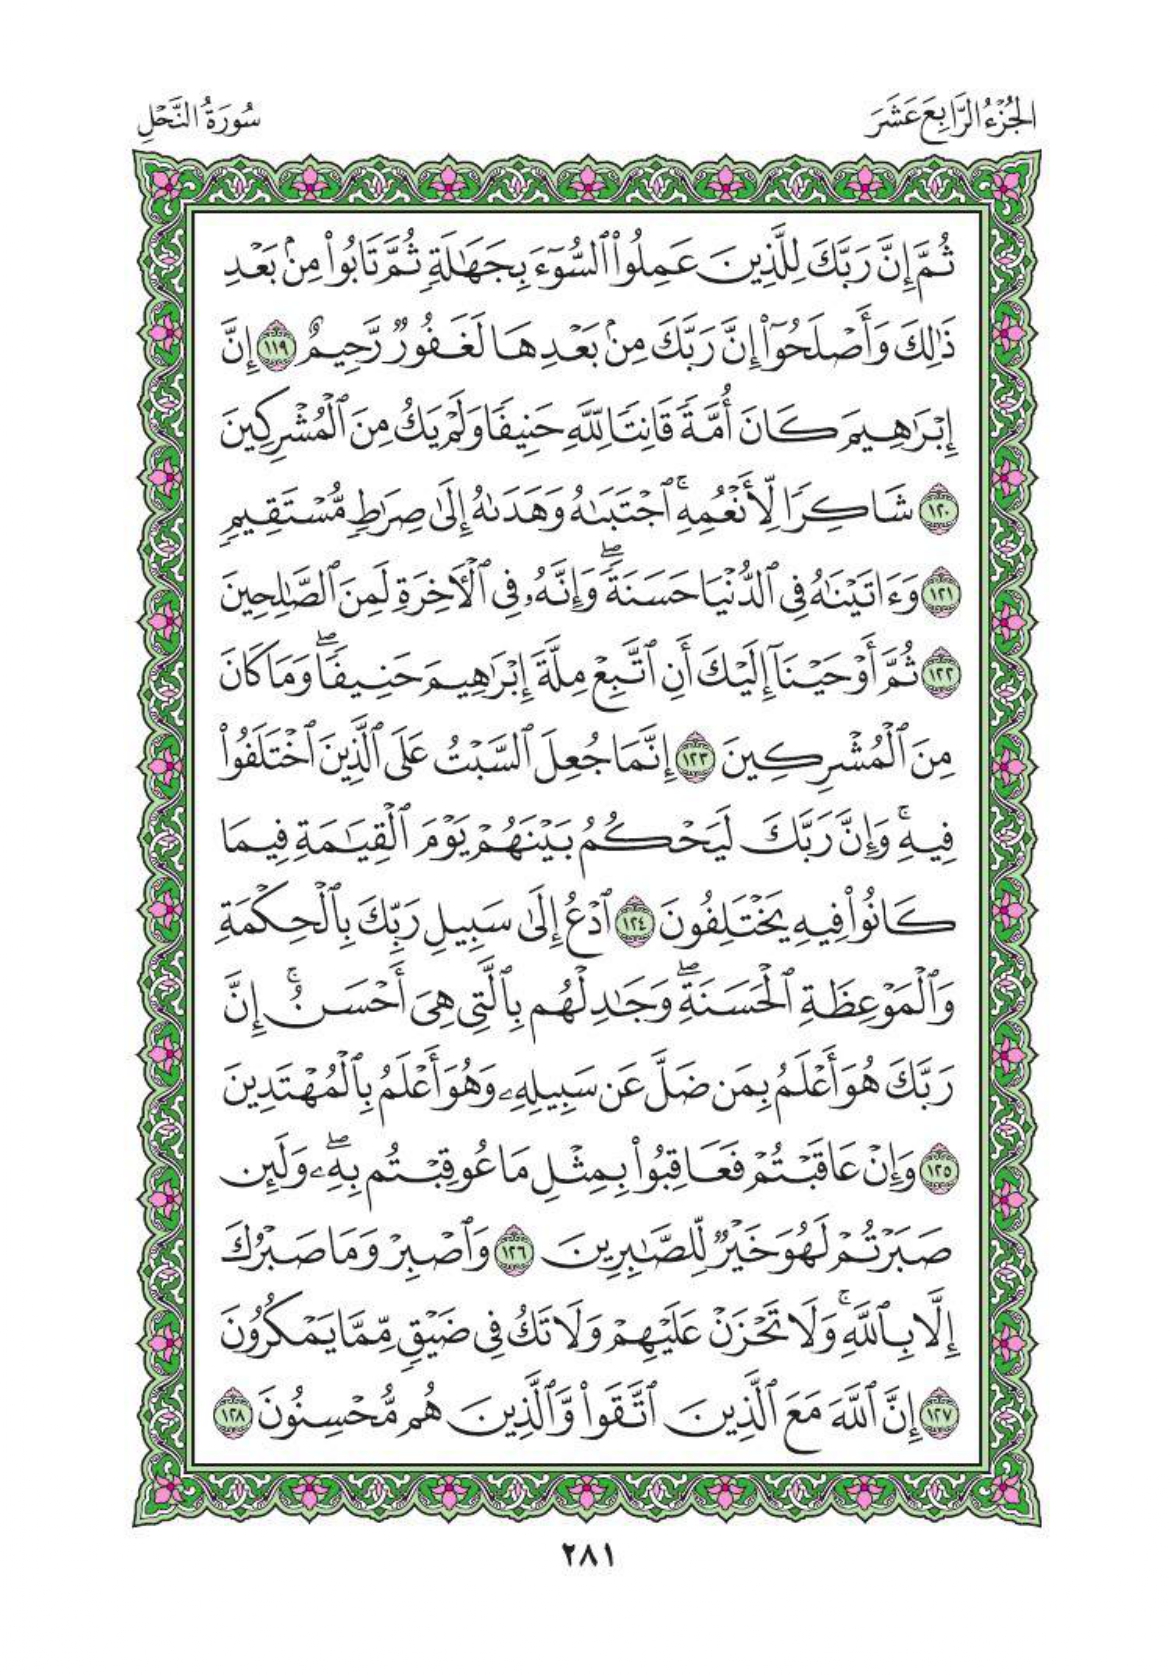 الجُزْءُ الرَّابِعَ عَشَرَ
سُورَةُ النَّحْلِ
ثُمَّ إِنَّ رَبَّكَ لِلَّذِينَ عَمِلُواْ ٱلسُّوٓءَ بِجَهَٰلَةٖ ثُمَّ تَابُواْ مِنۢ بَعۡدِ
ذَٰلِكَ وَأَصۡلَحُوٓاْ إِنَّ رَبَّكَ مِنۢ بَعۡدِهَا لَغَفُورٞ رَّحِيمٌ ١١٩ إِنَّ
إِبۡرَٰهِيمَ كَانَ أُمَّةٗ قَانِتٗا لِّلَّهِ حَنِيفٗا وَلَمۡ يَكُ مِنَ ٱلۡمُشۡرِكِينَ
١٢٠ شَاكِرٗا لِّأَنۡعُمِهِۚ ٱجۡتَبَىٰهُ وَهَدَىٰهُ إِلَىٰ صِرَٰطٖ مُّسۡتَقِيمٖ
١٢١ وَءَاتَيۡنَٰهُ فِي ٱلدُّنۡيَا حَسَنَةٗۖ وَإِنَّهُۥ فِي ٱلۡأٓخِرَةِ لَمِنَ ٱلصَّٰلِحِينَ
١٢٢ ثُمَّ أَوۡحَيۡنَآ إِلَيۡكَ أَنِ ٱتَّبِعۡ مِلَّةَ إِبۡرَٰهِيمَ حَنِيفٗاۖ وَمَا كَانَ
مِنَ ٱلۡمُشۡرِكِينَ ١٢٣ إِنَّمَا جُعِلَ ٱلسَّبۡتُ عَلَى ٱلَّذِينَ ٱخۡتَلَفُواْ
فِيهِۚ وَإِنَّ رَبَّكَ لَيَحۡكُمُ بَيۡنَهُمۡ يَوۡمَ ٱلۡقِيَٰمَةِ فِيمَا
كَانُواْ فِيهِ يَخۡتَلِفُونَ ١٢٤ ٱدۡعُ إِلَىٰ سَبِيلِ رَبِّكَ بِٱلۡحِكۡمَةِ
وَٱلۡمَوۡعِظَةِ ٱلۡحَسَنَةِۖ وَجَٰدِلۡهُم بِٱلَّتِي هِيَ أَحۡسَنُۚ إِنَّ
رَبَّكَ هُوَ أَعۡلَمُ بِمَن ضَلَّ عَن سَبِيلِهِۦ وَهُوَ أَعۡلَمُ بِٱلۡمُهۡتَدِينَ
١٢٥ وَإِنۡ عَاقَبۡتُمۡ فَعَاقِبُواْ بِمِثۡلِ مَا عُوقِبۡتُم بِهِۦۖ وَلَئِن
صَبَرۡتُمۡ لَهُوَ خَيۡرٞ لِّلصَّٰبِرِينَ ١٢٦ وَٱصۡبِرۡ وَمَا صَبۡرُكَ
إِلَّا بِٱللَّهِۚ وَلَا تَحۡزَنۡ عَلَيۡهِمۡ وَلَا تَكُ فِي ضَيۡقٖ مِّمَّا يَمۡكُرُونَ
١٢٧ إِنَّ ٱللَّهَ مَعَ ٱلَّذِينَ ٱتَّقَواْ وَّٱلَّذِينَ هُم مُّحۡسِنُونَ ١٢٨
٢٨١